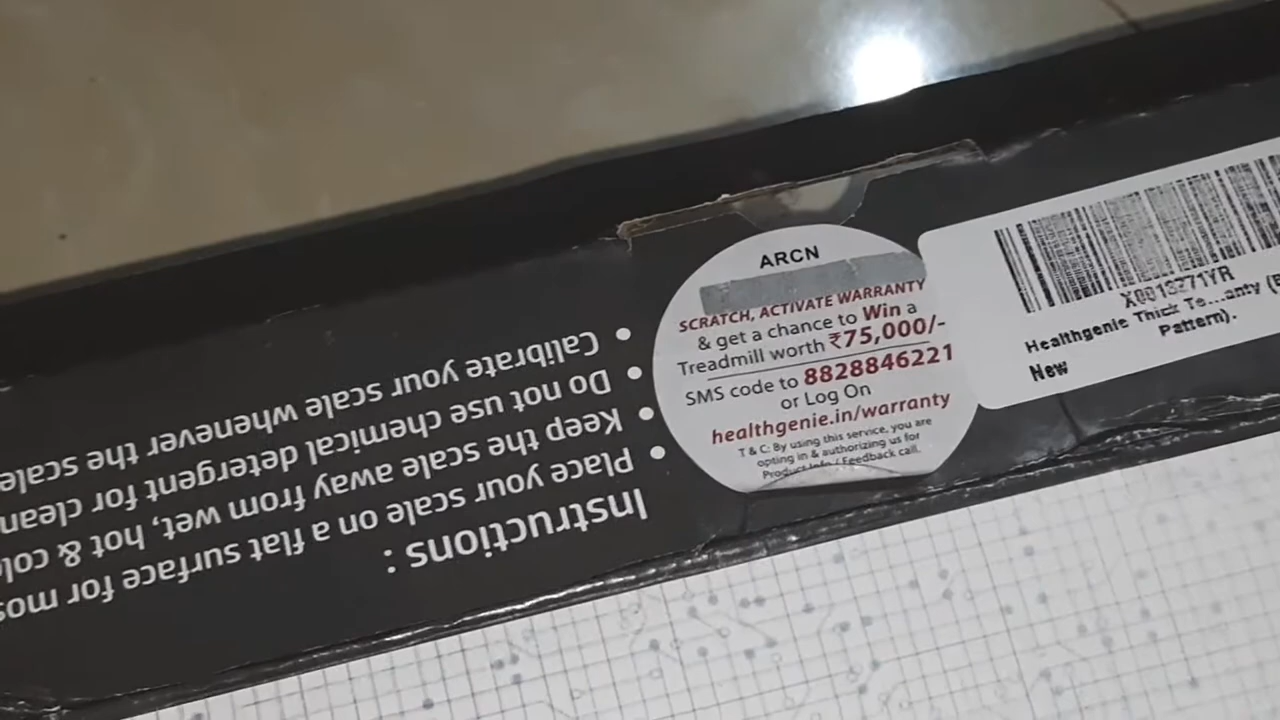 ARCN
SCRATCH, ACTIVATE WARRANTY
& get a chance to Win a
Treadmill worth ₹75,000/-
SMS code to 8828846221
or Log On
healthgenie.in/warranty
T & C: By using this service, you are
opting in & authorizing us for
Product Info / Feedback call.
X0013271YR
Healthgenie Thick Te...anty (
Pattern).
New
Instructions :
• Place your scale on a flat surface for mos
• Keep the scale away from wet, hot & col
• Do not use chemical detergent for clean
• Calibrate your scale whenever the scale